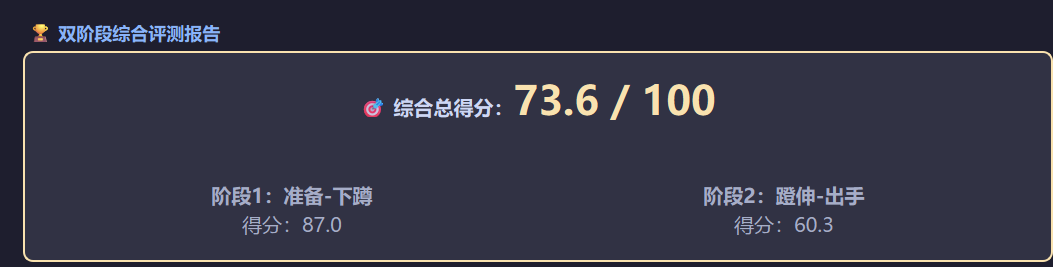 🏆 双阶段综合评测报告
🎯 综合总得分：73.6 / 100
阶段1：准备-下蹲
得分：87.0
阶段2：蹬伸-出手
得分：60.3